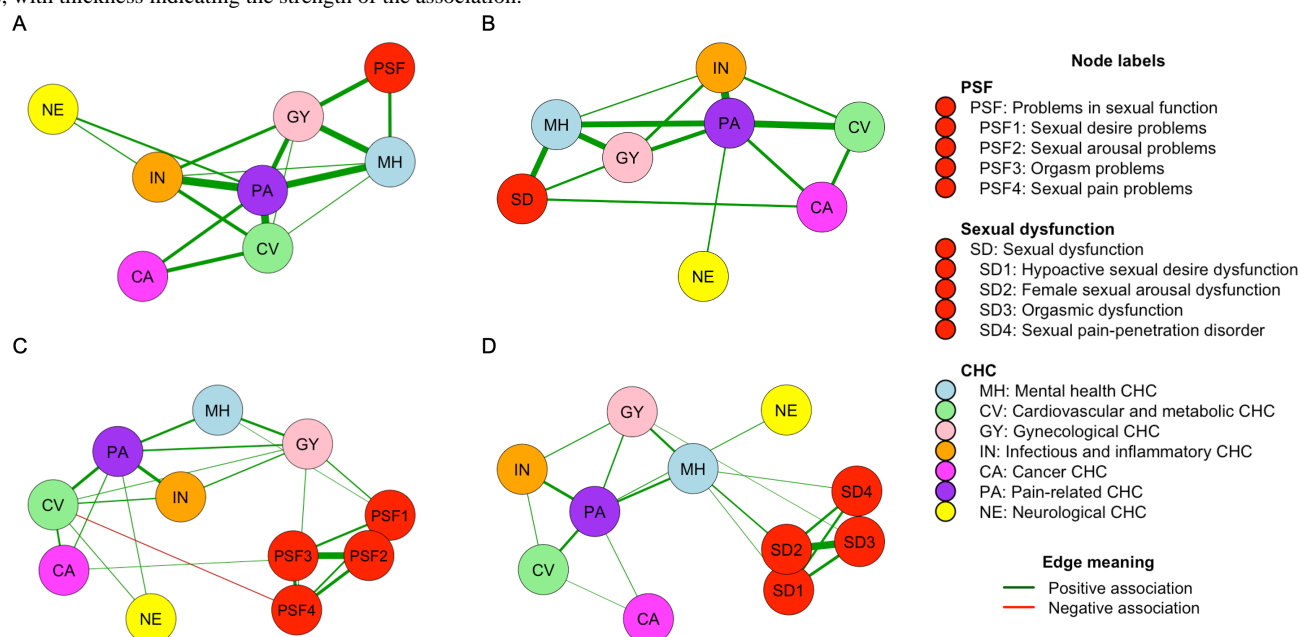 , with thickness indicating the strength of the association.
A
PSF
NE
GY
MH
IN
PA
CV
CA
B
IN
MH
PA
CV
GY
SD
CA
NE
C
MH
GY
PA
IN
CV
PSF1
PSF3
PSF2
CA
PSF4
NE
D
GY
NE
IN
MH
SD4
PA
SD3
SD2
CV
SD1
CA
Node labels
PSF
PSF: Problems in sexual function
PSF1: Sexual desire problems
PSF2: Sexual arousal problems
PSF3: Orgasm problems
PSF4: Sexual pain problems
Sexual dysfunction
SD: Sexual dysfunction
SD1: Hypoactive sexual desire dysfunction
SD2: Female sexual arousal dysfunction
SD3: Orgasmic dysfunction
SD4: Sexual pain-penetration disorder
CHC
MH: Mental health CHC
CV: Cardiovascular and metabolic CHC
GY: Gynecological CHC
IN: Infectious and inflammatory CHC
CA: Cancer CHC
PA: Pain-related CHC
NE: Neurological CHC
Edge meaning
Positive association
Negative association